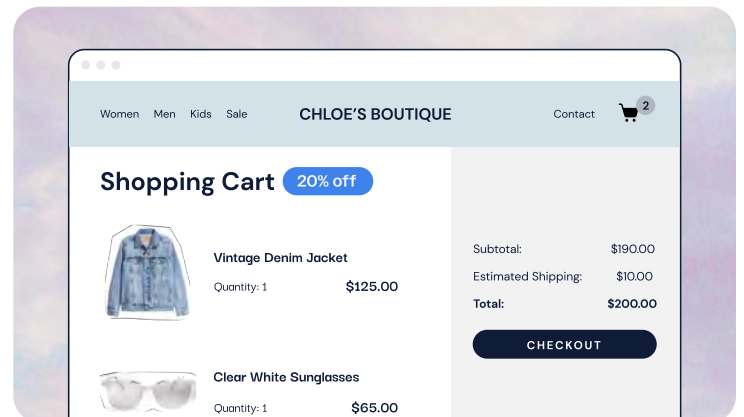 Women Men Kids Sale CHLOE'S BOUTIQUE Contact 2
Shopping Cart 20% off
Vintage Denim Jacket
Quantity: 1 $125.00
Clear White Sunglasses
Quantity: 1 $65.00
Subtotal: $190.00
Estimated Shipping: $10.00
Total: $200.00
CHECKOUT